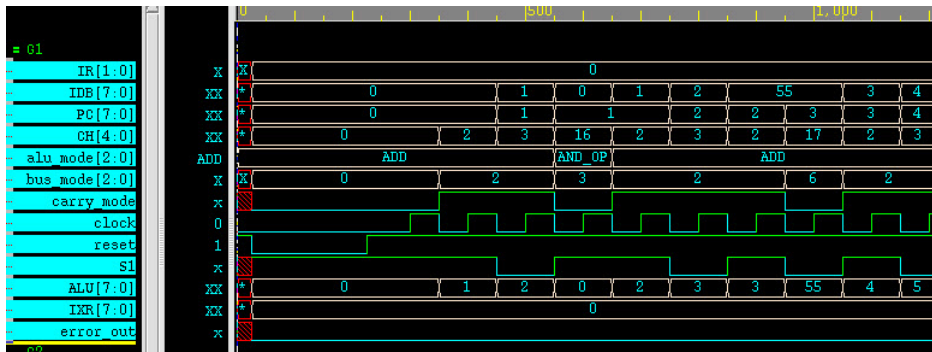 0 500 1,000
G1
IR[1:0] x X 0
IDB[7:0] XX * 0 1 0 1 2 55 3 4
PC[7:0] XX * 0 1 1 2 2 3 3 4
CH[4:0] XX * 0 2 3 16 2 3 2 17 2 3
alu_mode[2:0] ADD ADD AND_OP ADD
bus_mode[2:0] x X 0 2 3 2 6 2
carry_mode x
clock 0
reset 1
S1 x
ALU[7:0] XX * 0 1 2 0 2 3 3 55 4 5
IXR[7:0] XX * 0
error_out x
G2